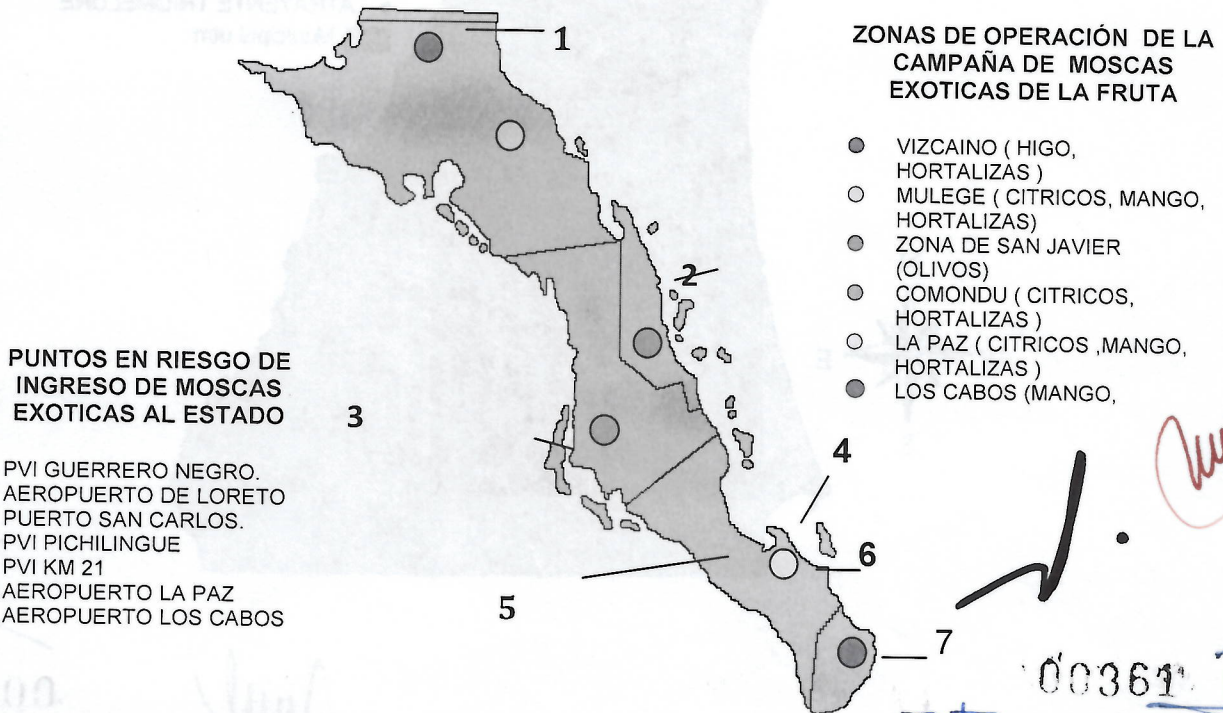 ZONAS DE OPERACIÓN DE LA
CAMPAÑA DE MOSCAS
EXOTICAS DE LA FRUTA
VIZCAINO ( HIGO,
HORTALIZAS )
MULEGE ( CITRICOS, MANGO,
HORTALIZAS)
ZONA DE SAN JAVIER
(OLIVOS)
COMONDU ( CITRICOS,
HORTALIZAS )
LA PAZ ( CITRICOS ,MANGO,
HORTALIZAS )
LOS CABOS (MANGO,
1
2
3
4
5
6
7
PUNTOS EN RIESGO DE
INGRESO DE MOSCAS
EXOTICAS AL ESTADO
PVI GUERRERO NEGRO.
AEROPUERTO DE LORETO
PUERTO SAN CARLOS.
PVI PICHILINGUE
PVI KM 21
AEROPUERTO LA PAZ
AEROPUERTO LOS CABOS
00361